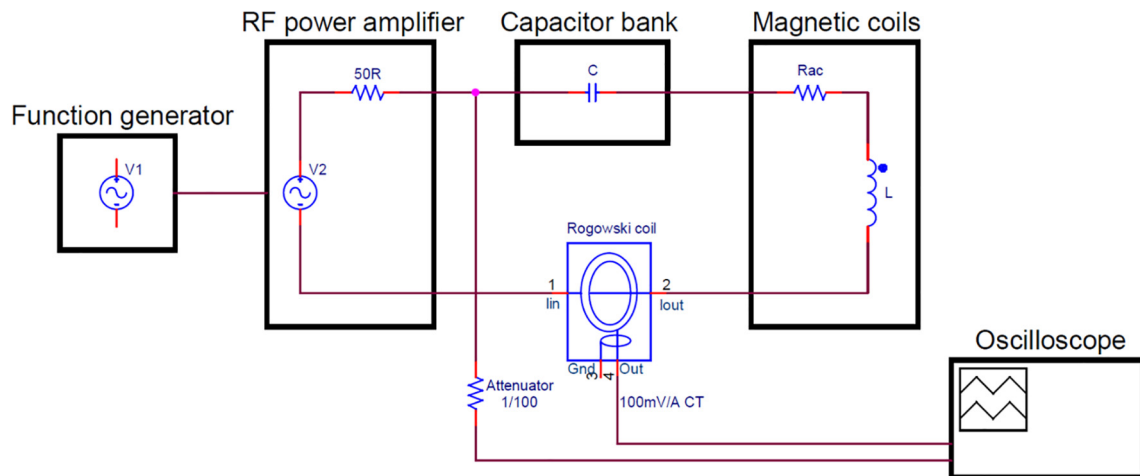 RF power amplifier
Capacitor bank
Magnetic coils
50R
C
Rac
Function generator
V1
V2
L
Rogowski coil
1
2
Iin
Iout
Gnd
Out
3
4
Attenuator
1/100
100mV/A CT
Oscilloscope